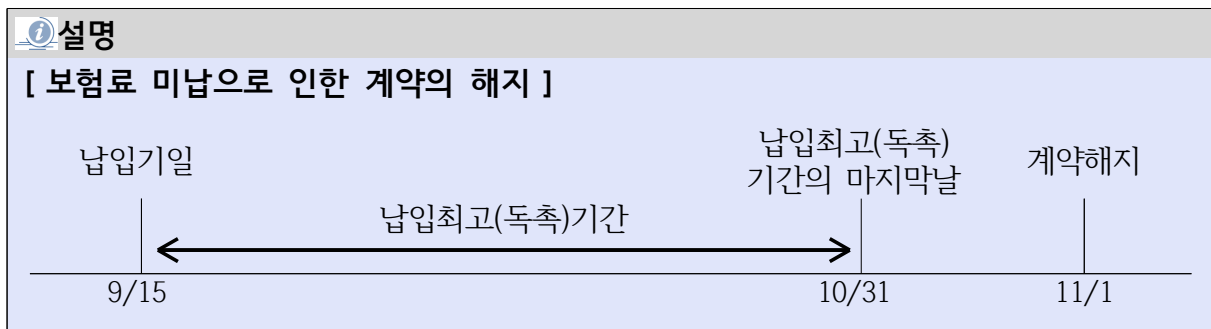 설명
[ 보험료 미납으로 인한 계약의 해지 ]
납입기일
납입최고(독촉)
기간의 마지막날
계약해지
납입최고(독촉)기간
9/15
10/31
11/1